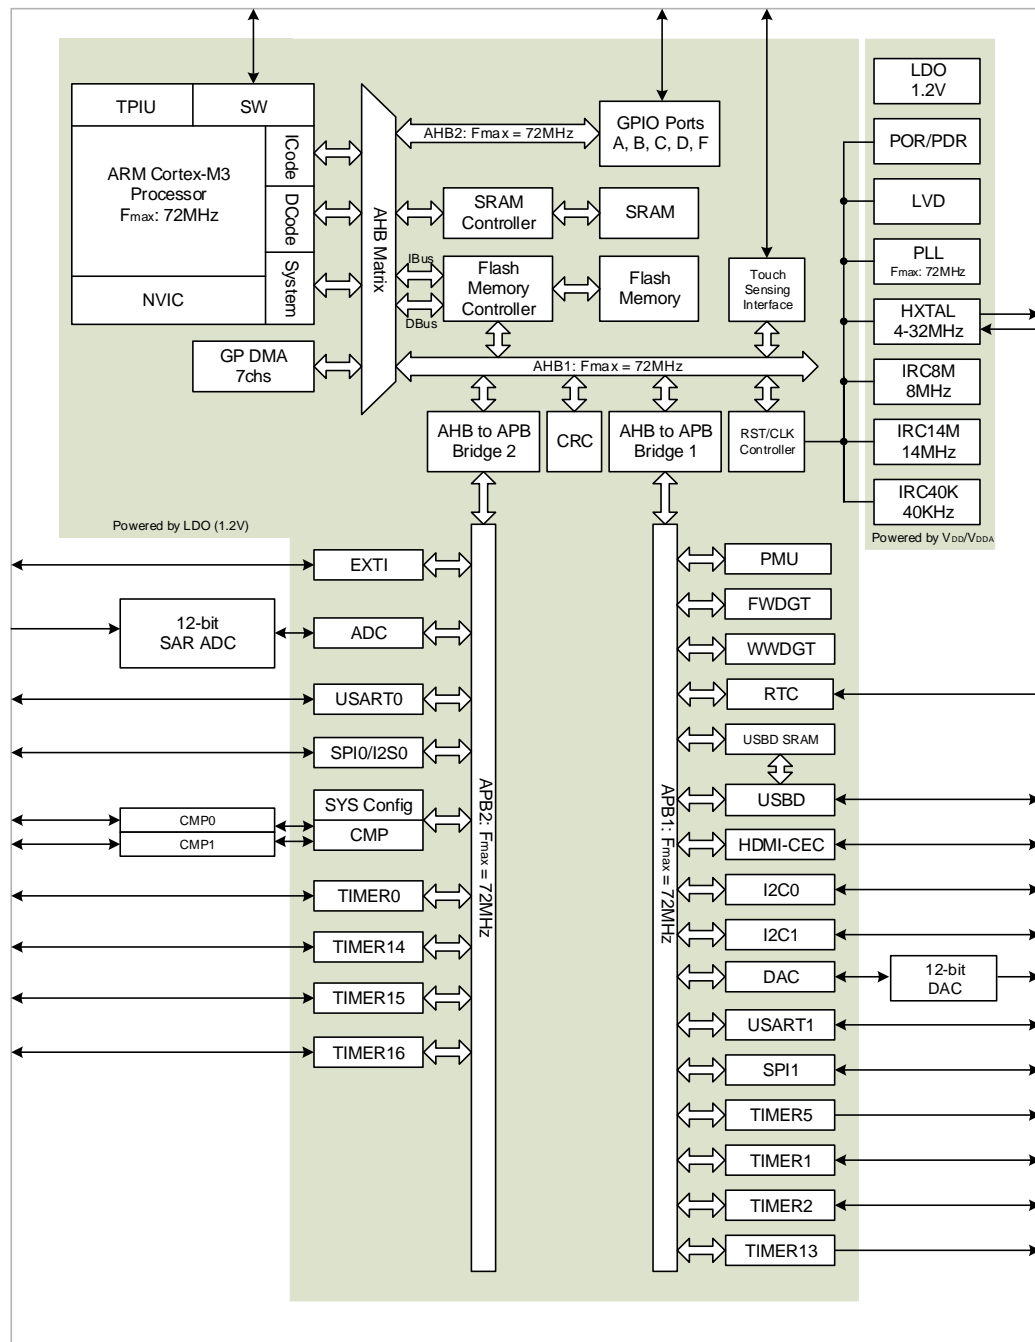 TPIU
SW
ARM Cortex-M3
Processor
Fmax: 72MHz
ICode
DCode
System
NVIC
GP DMA
7chs
AHB Matrix
AHB2: Fmax = 72MHz
GPIO Ports
A, B, C, D, F
SRAM
Controller
SRAM
IBus
DBus
Flash
Memory
Controller
Flash
Memory
Touch
Sensing
Interface
AHB1: Fmax = 72MHz
AHB to APB
Bridge 2
CRC
AHB to APB
Bridge 1
RST/CLK
Controller
LDO
1.2V
POR/PDR
LVD
PLL
Fmax: 72MHz
HXTAL
4-32MHz
IRC8M
8MHz
IRC14M
14MHz
IRC40K
40KHz
Powered by LDO (1.2V)
Powered by VDD/VDDA
EXTI
12-bit
SAR ADC
ADC
USART0
SPI0/I2S0
SYS Config
CMP0
CMP
CMP1
TIMER0
TIMER14
TIMER15
TIMER16
APB2: Fmax = 72MHz
APB1: Fmax = 72MHz
PMU
FWDGT
WWDGT
RTC
USBD SRAM
USBD
HDMI-CEC
I2C0
I2C1
DAC
12-bit
DAC
USART1
SPI1
TIMER5
TIMER1
TIMER2
TIMER13